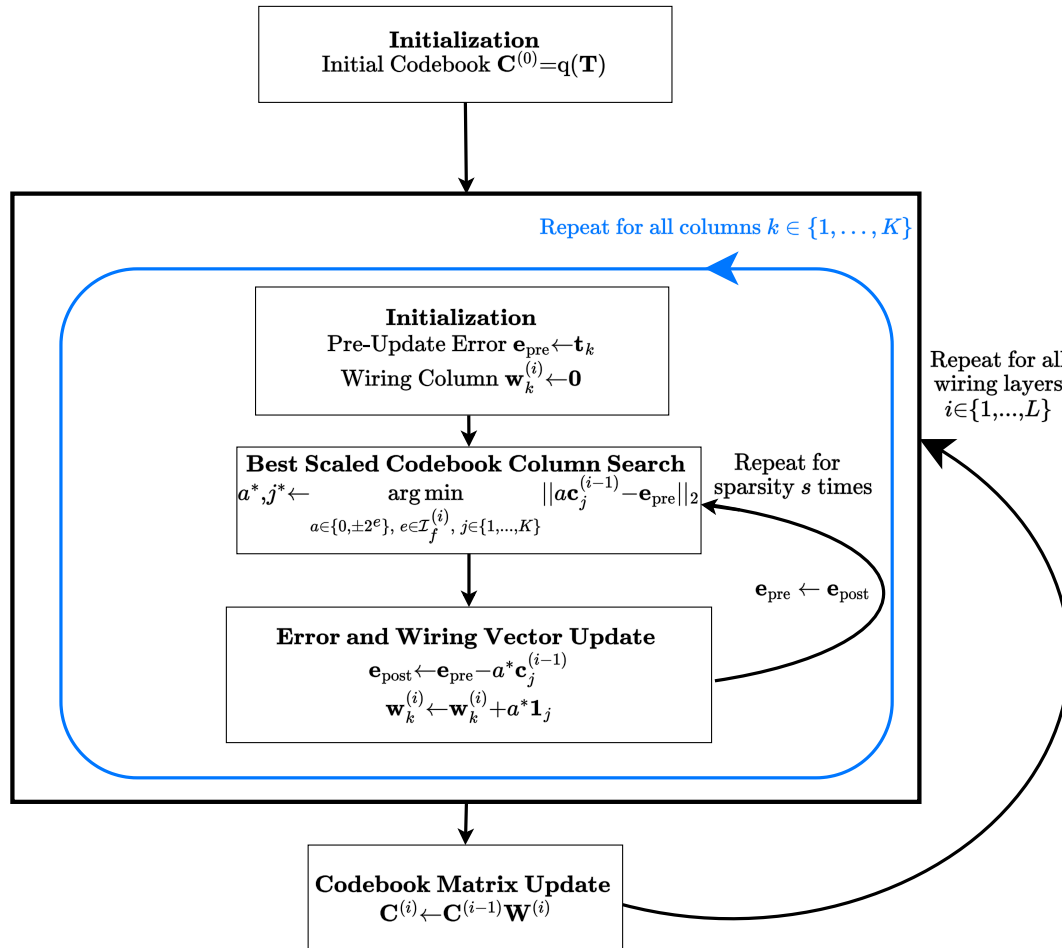 Initialization
Initial Codebook C^(0)=q(T)
Repeat for all columns k ∈ {1, . . . , K}
Initialization
Pre-Update Error e_pre←t_k
Wiring Column w_k^(i)←0
Repeat for all
wiring layers
i∈{1,...,L}
Best Scaled Codebook Column Search
a*,j*← arg min ||ac_j^(i−1)−e_pre||_2
a∈{0,±2^e}, e∈I_f^(i), j∈{1,...,K}
Repeat for
sparsity s times
e_pre ← e_post
Error and Wiring Vector Update
e_post←e_pre−a*c_j^(i−1)
w_k^(i)←w_k^(i)+a*1_j
Codebook Matrix Update
C^(i)←C^(i−1)W^(i)